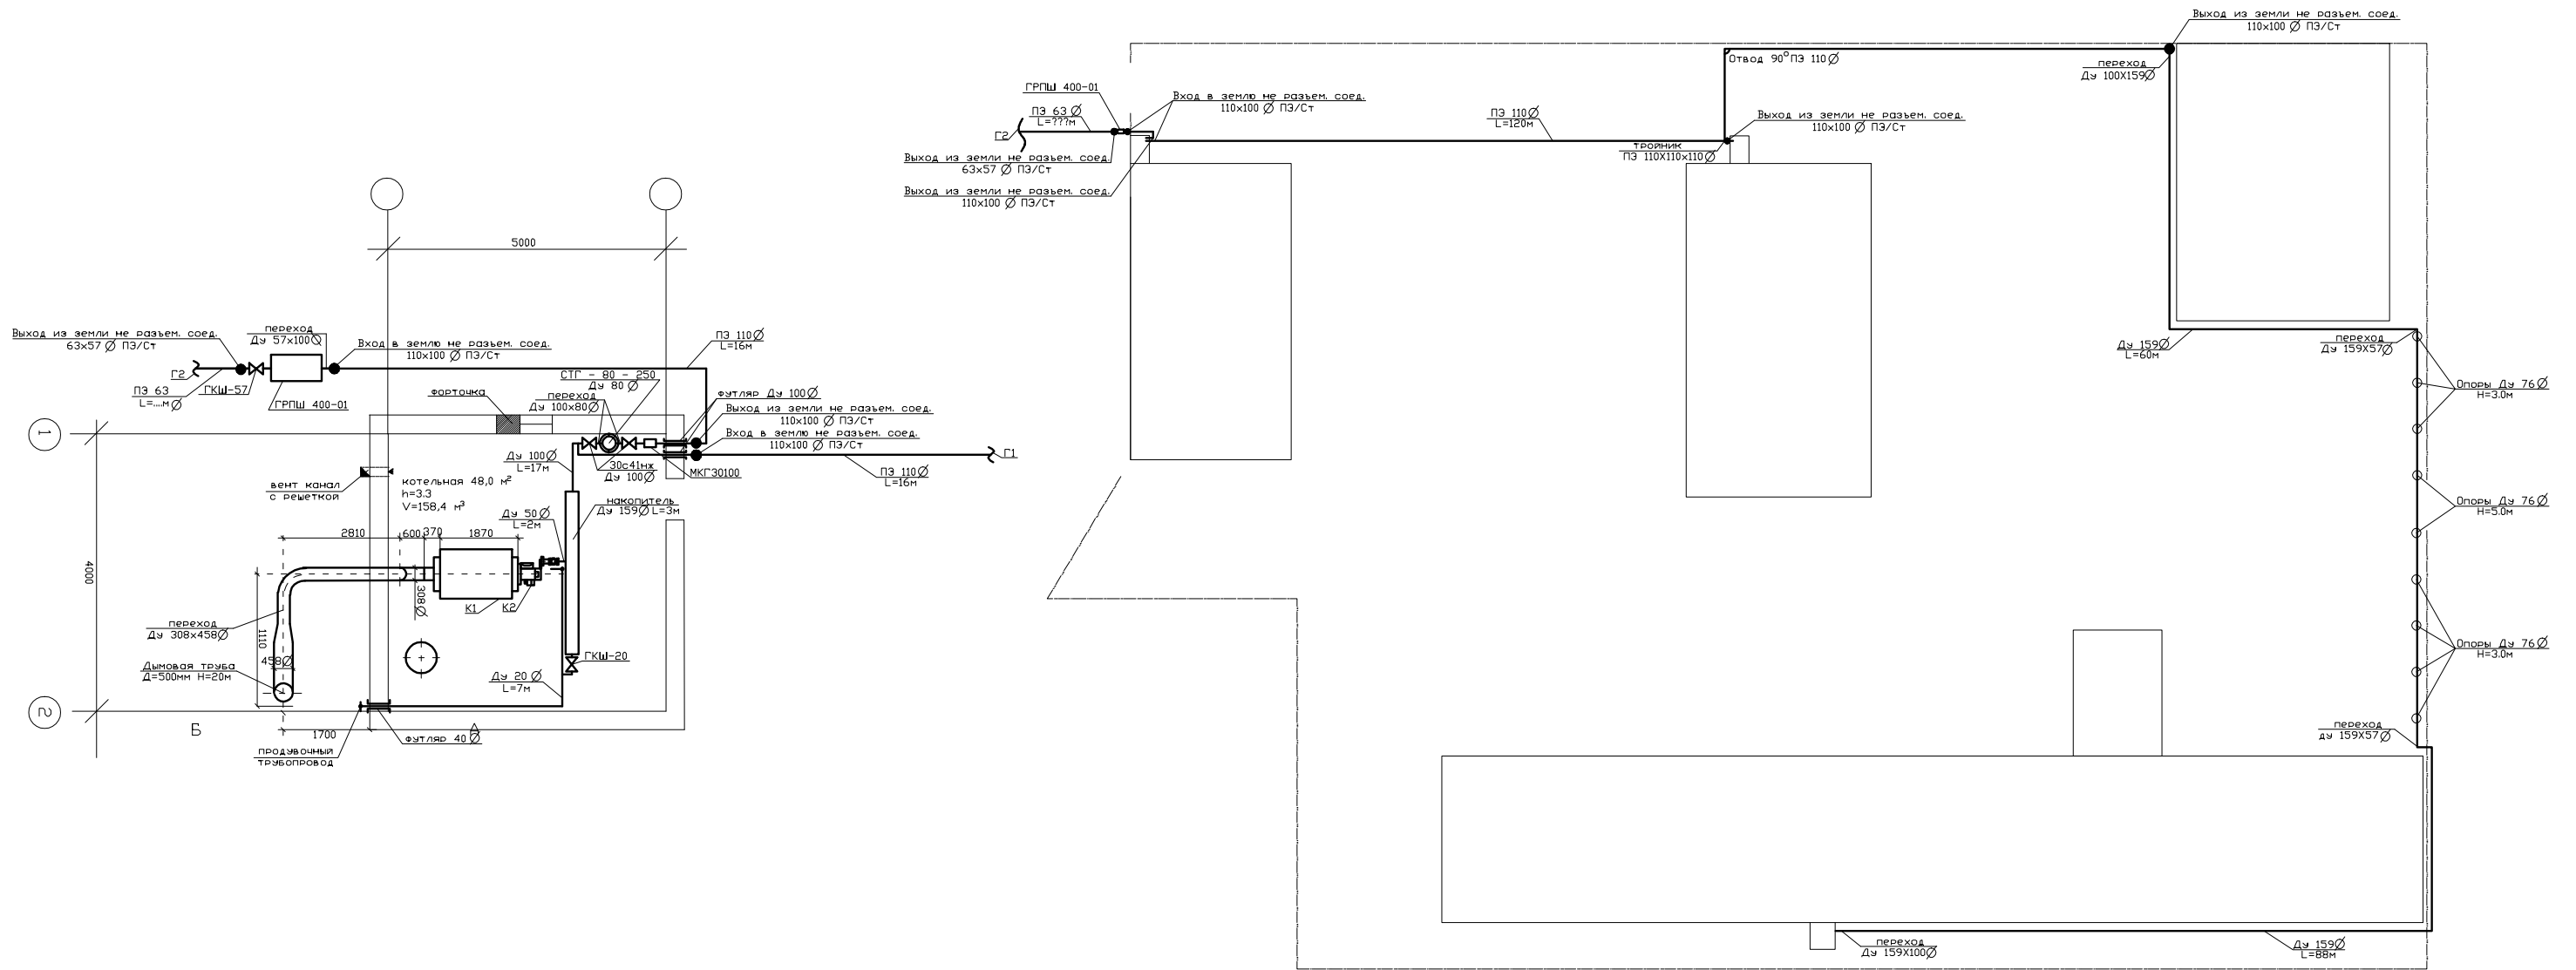 Выход из земли не разъем. соед.
110х100 Ø ПЭ/Ст
Отвод 90° ПЭ 110Ø
переход
Ду 100Х159Ø
ГРПШ 400-01
Вход в землю не разъем. соед.
110х100 Ø ПЭ/Ст
ПЭ 63 Ø
L=???м
Г2
ПЭ 110Ø
L=120м
Выход из земли не разъем. соед.
110х100 Ø ПЭ/Ст
тройник
ПЭ 110Х110х110Ø
Выход из земли не разъем. соед.
63х57 Ø ПЭ/Ст
Выход из земли не разъем. соед.
110х100 Ø ПЭ/Ст
5000
Выход из земли не разъем. соед.
63х57 Ø ПЭ/Ст
переход
Ду 57х100Ø
Вход в землю не разъем. соед.
110х100 Ø ПЭ/Ст
ПЭ 110Ø
L=16м
Г2
ПЭ 63
L=....м Ø
ГКШ-57
ГРПШ 400-01
СТГ - 80 - 250
Ду 80 Ø
форточка
переход
Ду 100х80Ø
футляр Ду 100Ø
Выход из земли не разъем. соед.
110х100 Ø ПЭ/Ст
Вход в землю не разъем. соед.
110х100 Ø ПЭ/Ст
Г1
1
Ду 100Ø
L=17м
30с41нж
Ду 100Ø
МКГ30100
ПЭ 110Ø
L=16м
вент канал
с решеткой
котельная 48,0 м²
h=3.3
V=158,4 м³
накопитель
Ду 159Ø L=3м
Ду 50Ø
L=2м
2810
600
370
1870
4000
308Ø
К1
К2
переход
Ду 308х458Ø
1110
458Ø
Дымовая труба
Д=500мм Н=20м
ГКШ-20
Ду 20 Ø
L=7м
2
Б
А
1700
футляр 40Ø
продувочный
трубопровод
Ду 159Ø
L=60м
переход
Ду 159Х57Ø
Опоры Ду 76Ø
Н=3.0м
Опоры Ду 76Ø
Н=5.0м
Опоры Ду 76Ø
Н=3.0м
переход
ду 159Х57Ø
переход
Ду 159Х100Ø
Ду 159Ø
L=88м